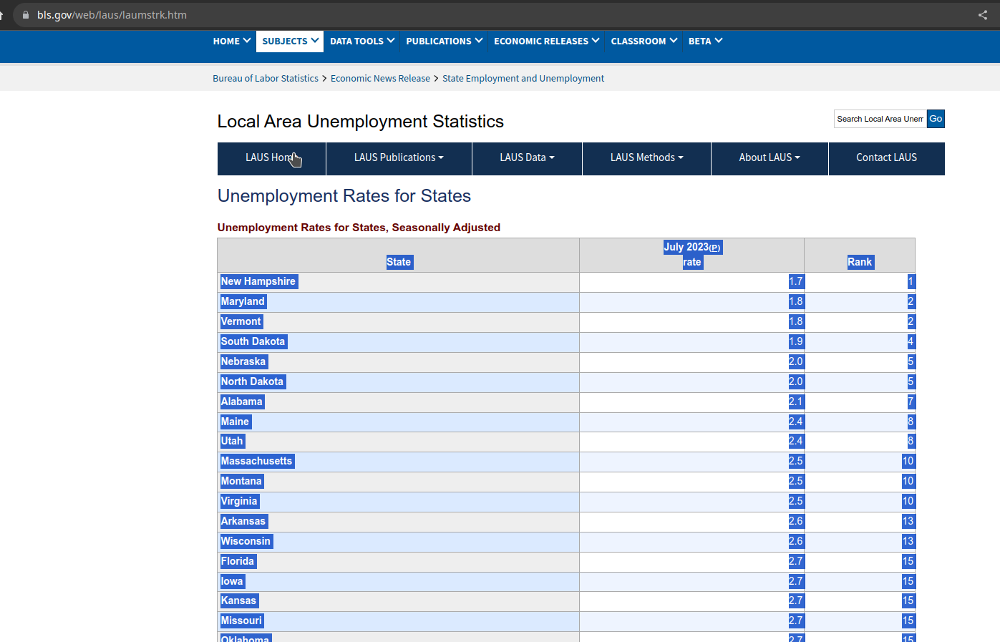 bls.gov/web/laus/laumstrk.htm
HOME SUBJECTS DATA TOOLS PUBLICATIONS ECONOMIC RELEASES CLASSROOM BETA
Bureau of Labor Statistics > Economic News Release > State Employment and Unemployment
Local Area Unemployment Statistics
Search Local Area Unem Go
LAUS Hom LAUS Publications LAUS Data LAUS Methods About LAUS Contact LAUS
Unemployment Rates for States
Unemployment Rates for States, Seasonally Adjusted
State July 2023(P) rate Rank
New Hampshire 1.7 1
Maryland 1.8 2
Vermont 1.8 2
South Dakota 1.9 4
Nebraska 2.0 5
North Dakota 2.0 5
Alabama 2.1 7
Maine 2.4 8
Utah 2.4 8
Massachusetts 2.5 10
Montana 2.5 10
Virginia 2.5 10
Arkansas 2.6 13
Wisconsin 2.6 13
Florida 2.7 15
Iowa 2.7 15
Kansas 2.7 15
Missouri 2.7 15
Oklahoma 2.7 15